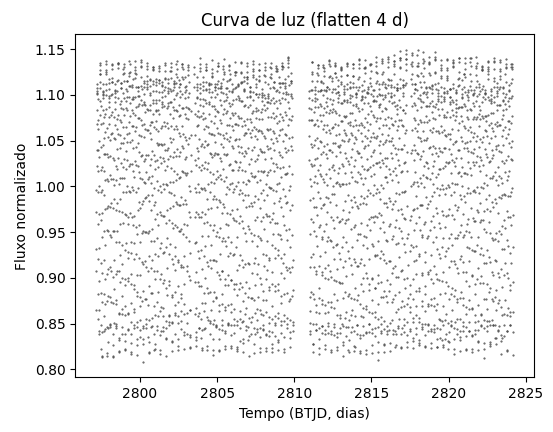 Curva de luz (flatten 4 d)
Fluxo normalizado
1.15
1.10
1.05
1.00
0.95
0.90
0.85
0.80
2800 2805 2810 2815 2820 2825
Tempo (BTJD, dias)